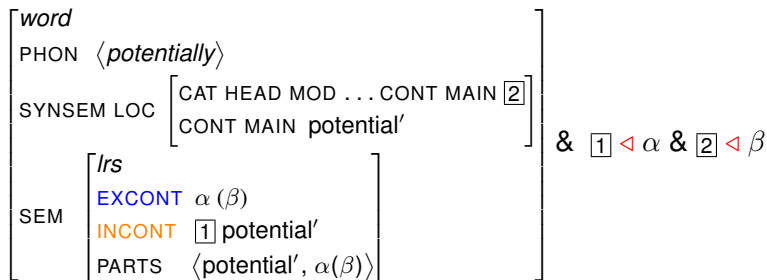 word
PHON ⟨potentially⟩
SYNSEM LOC [CAT HEAD MOD ...CONT MAIN [2]
CONT MAIN potential′]
& [1] ◁ α & [2] ◁ β
SEM [lrs
EXCONT α (β)
INCONT [1] potential′
PARTS ⟨potential′, α(β)⟩]